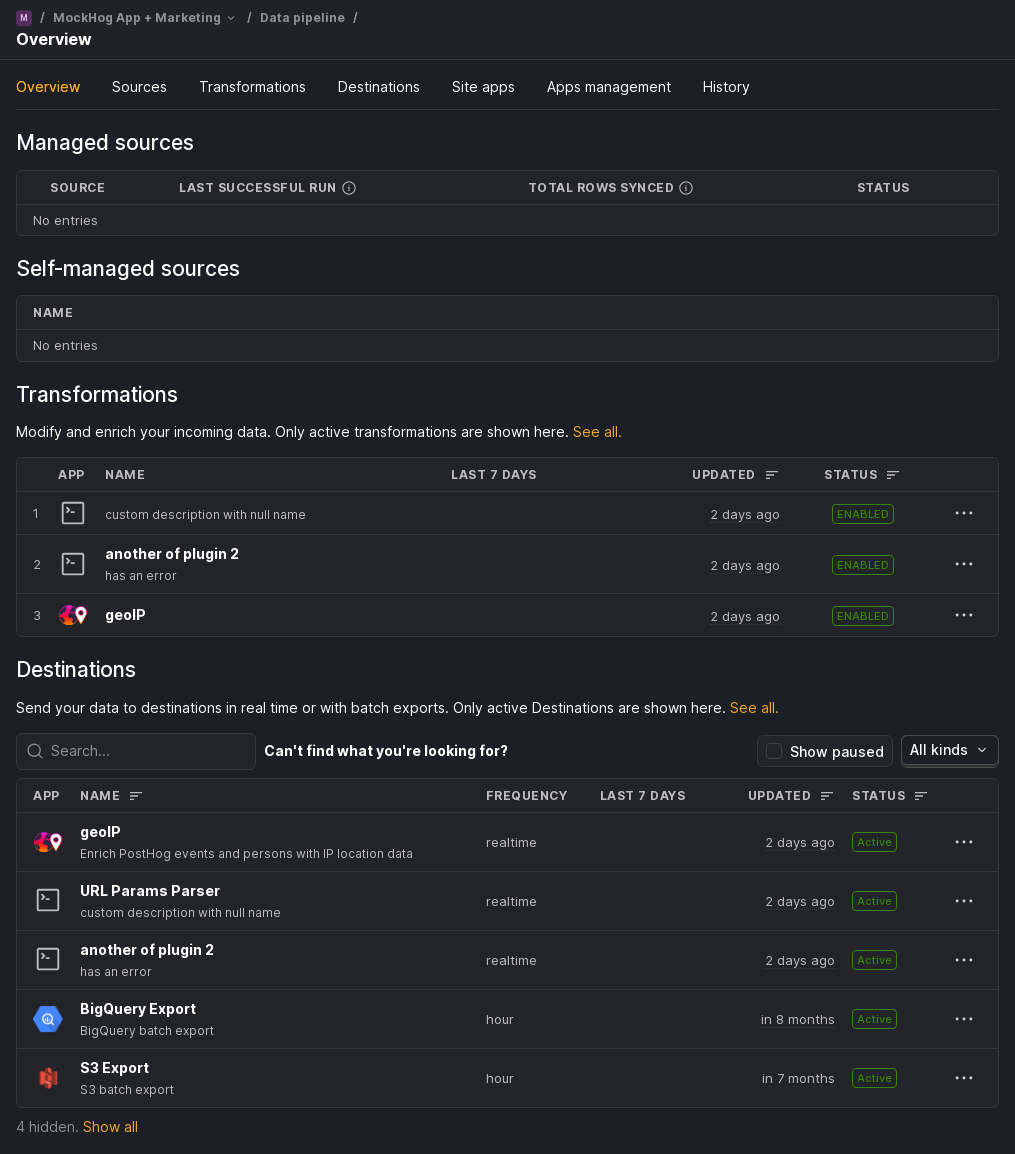 M / MockHog App + Marketing / Data pipeline /
Overview
Overview Sources Transformations Destinations Site apps Apps management History
Managed sources
SOURCE LAST SUCCESSFUL RUN TOTAL ROWS SYNCED STATUS
No entries
Self-managed sources
NAME
No entries
Transformations
Modify and enrich your incoming data. Only active transformations are shown here. See all.
APP NAME LAST 7 DAYS UPDATED STATUS
1 custom description with null name 2 days ago ENABLED
another of plugin 2
2 2 days ago ENABLED
has an error
3 geoIP 2 days ago ENABLED
Destinations
Send your data to destinations in real time or with batch exports. Only active Destinations are shown here. See all.
Search... Can't find what you're looking for? Show paused All kinds
APP NAME FREQUENCY LAST 7 DAYS UPDATED STATUS
geoIP
realtime 2 days ago Active
Enrich PostHog events and persons with IP location data
URL Params Parser
realtime 2 days ago Active
custom description with null name
another of plugin 2
realtime 2 days ago Active
has an error
BigQuery Export
hour in 8 months Active
BigQuery batch export
S3 Export
hour in 7 months Active
S3 batch export
4 hidden. Show all